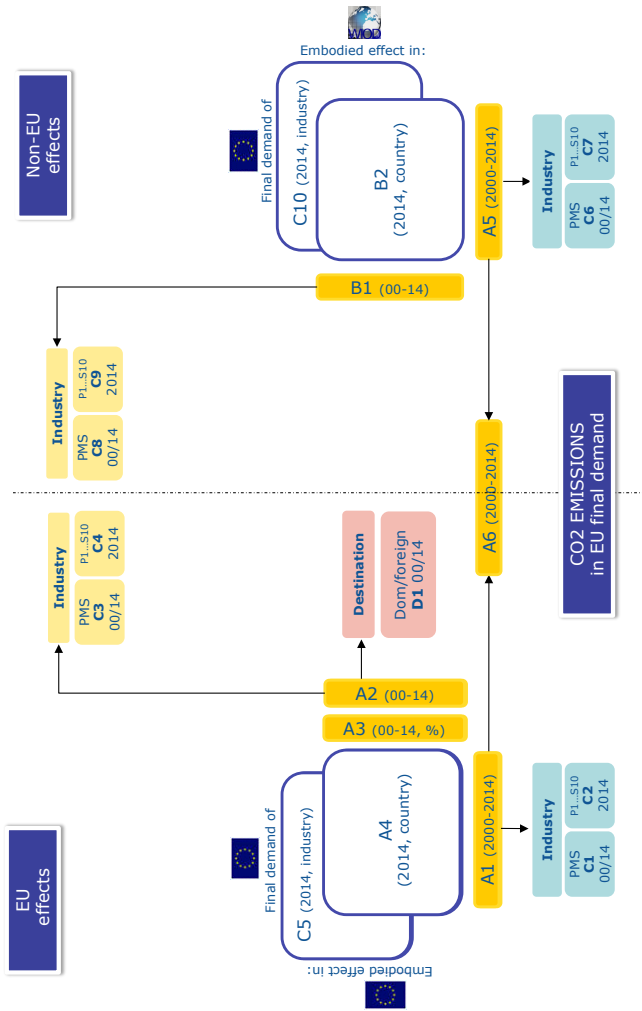 EU
effects
Non-EU
effects
Industry
PMS
C3
00/14
P1...S10
C4
2014
Industry
PMS
C8
00/14
P1...S10
C9
2014
Final demand of
Embodied effect in:
C5 (2014, industry)
A4
(2014, country)
A3 (00-14, %)
A2 (00-14)
Destination
Dom/foreign
D1 00/14
B1 (00-14)
Final demand of
Embodied effect in:
WIOD
C10 (2014, industry)
B2
(2014, country)
A1 (2000-2014)
A6 (2000-2014)
A5 (2000-2014)
Industry
PMS
C1
00/14
P1...S10
C2
2014
CO2 EMISSIONS
in EU final demand
Industry
PMS
C6
00/14
P1...S10
C7
2014